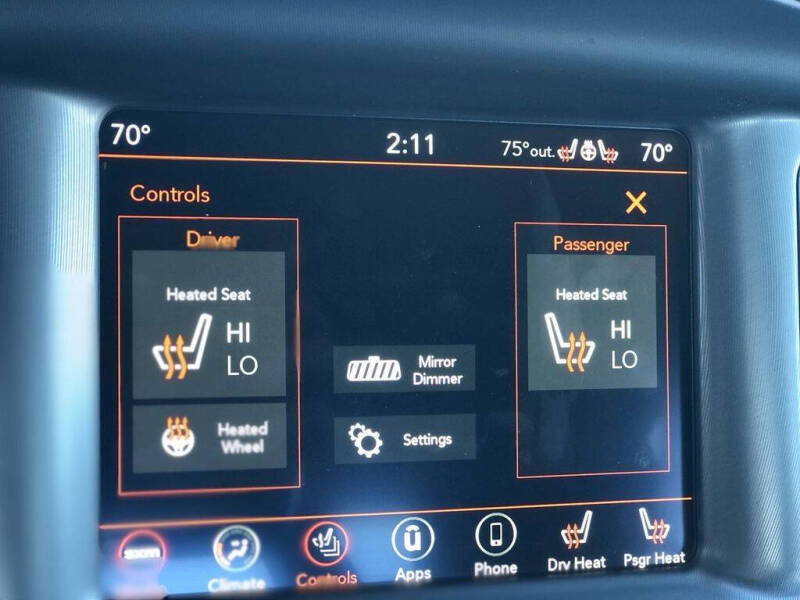 70° 2:11 75°out. 70°
Controls
Driver
Passenger
Heated Seat
HI
LO
Heated Seat
HI
LO
Mirror
Dimmer
Heated
Wheel
Settings
sxm
Climate
Controls
Apps
Phone
Drv Heat
Psgr Heat